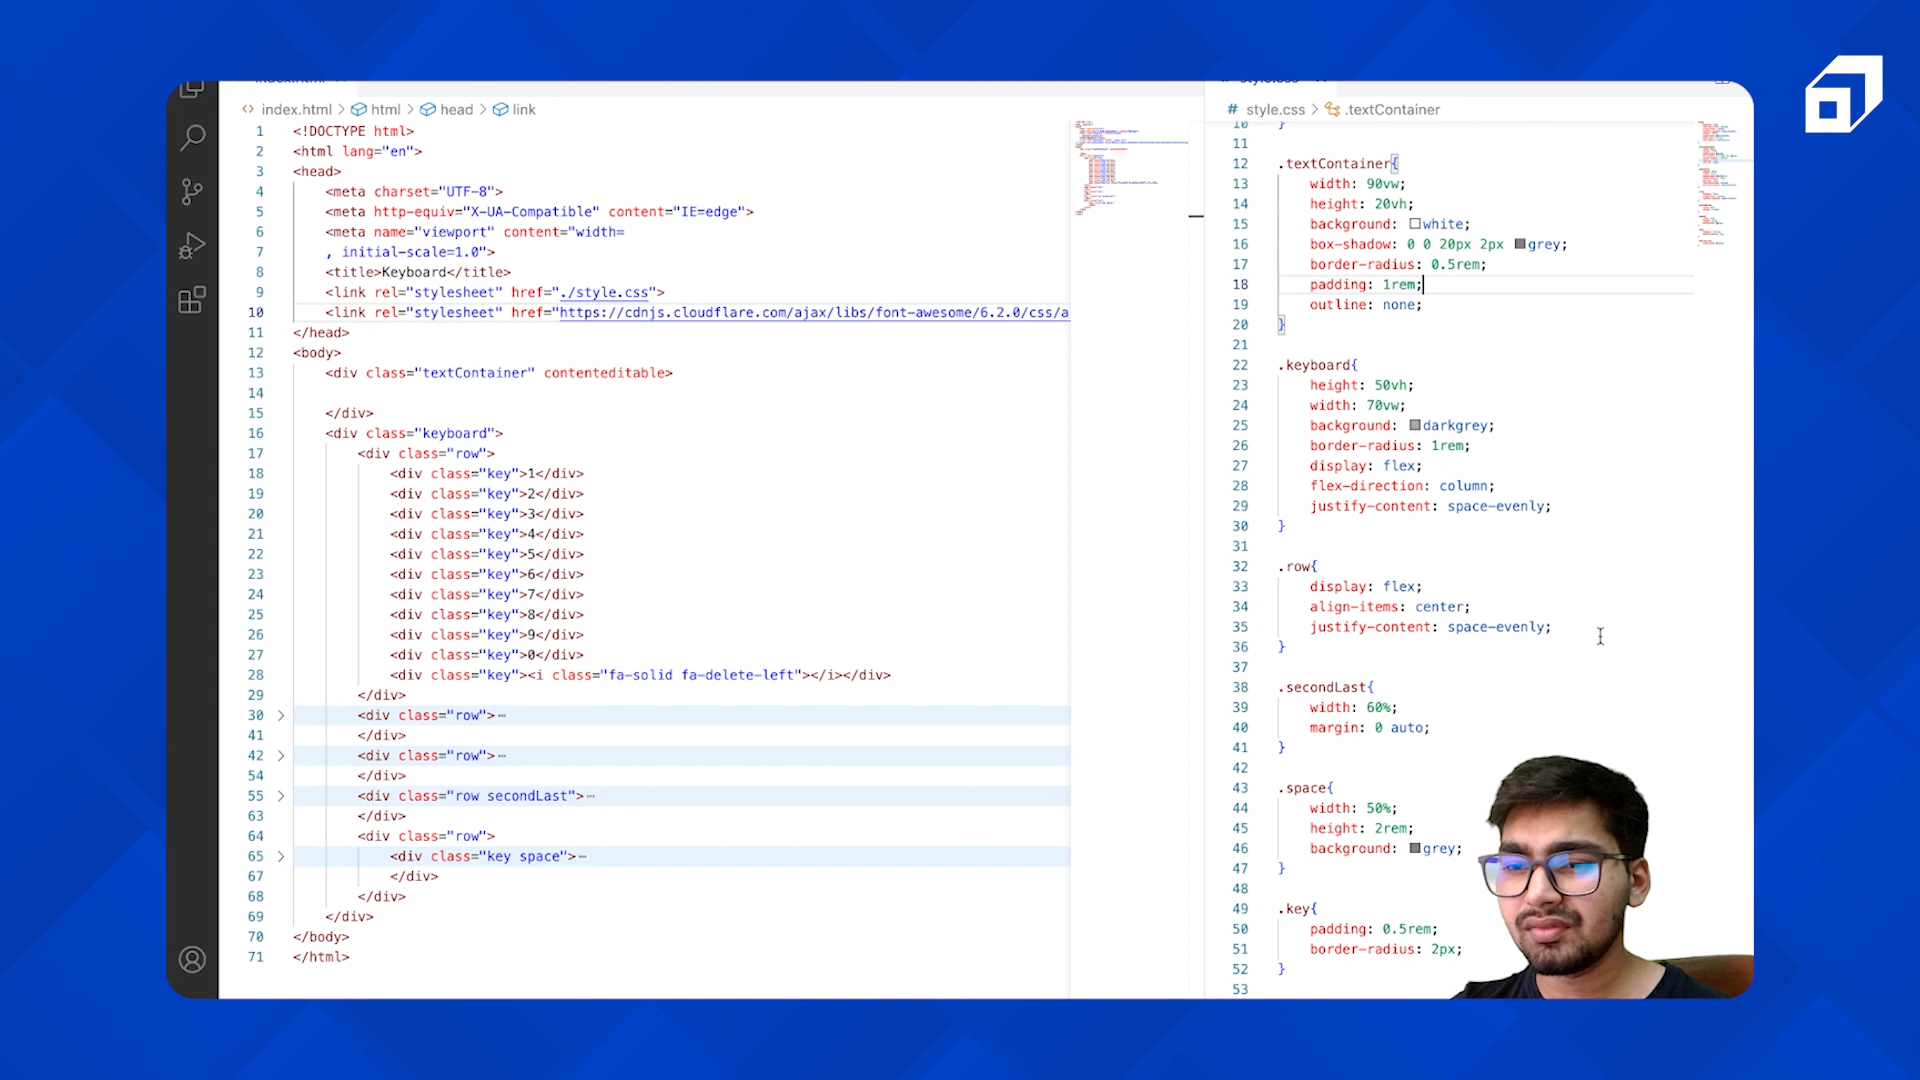 index.html > html > head > link
1 <!DOCTYPE html>
2 <html lang="en">
3 <head>
4 <meta charset="UTF-8">
5 <meta http-equiv="X-UA-Compatible" content="IE=edge">
6 <meta name="viewport" content="width=
7 , initial-scale=1.0">
8 <title>Keyboard</title>
9 <link rel="stylesheet" href="./style.css">
10 <link rel="stylesheet" href="https://cdnjs.cloudflare.com/ajax/libs/font-awesome/6.2.0/css/a
11 </head>
12 <body>
13 <div class="textContainer" contenteditable>
14
15 </div>
16 <div class="keyboard">
17 <div class="row">
18 <div class="key">1</div>
19 <div class="key">2</div>
20 <div class="key">3</div>
21 <div class="key">4</div>
22 <div class="key">5</div>
23 <div class="key">6</div>
24 <div class="key">7</div>
25 <div class="key">8</div>
26 <div class="key">9</div>
27 <div class="key">0</div>
28 <div class="key"><i class="fa-solid fa-delete-left"></i></div>
29 </div>
30 <div class="row">
41 </div>
42 <div class="row">
54 </div>
55 <div class="row secondLast">
63 </div>
64 <div class="row">
65 <div class="key space">
67 </div>
68 </div>
69 </div>
70 </body>
71 </html>
# style.css > .textContainer
10 }
11
12 .textContainer{
13 width: 90vw;
14 height: 20vh;
15 background: white;
16 box-shadow: 0 0 20px 2px grey;
17 border-radius: 0.5rem;
18 padding: 1rem;
19 outline: none;
20 }
21
22 .keyboard{
23 height: 50vh;
24 width: 70vw;
25 background: darkgrey;
26 border-radius: 1rem;
27 display: flex;
28 flex-direction: column;
29 justify-content: space-evenly;
30 }
31
32 .row{
33 display: flex;
34 align-items: center;
35 justify-content: space-evenly;
36 }
37
38 .secondLast{
39 width: 60%;
40 margin: 0 auto;
41 }
42
43 .space{
44 width: 50%;
45 height: 2rem;
46 background: grey;
47 }
48
49 .key{
50 padding: 0.5rem;
51 border-radius: 2px;
52 }
53